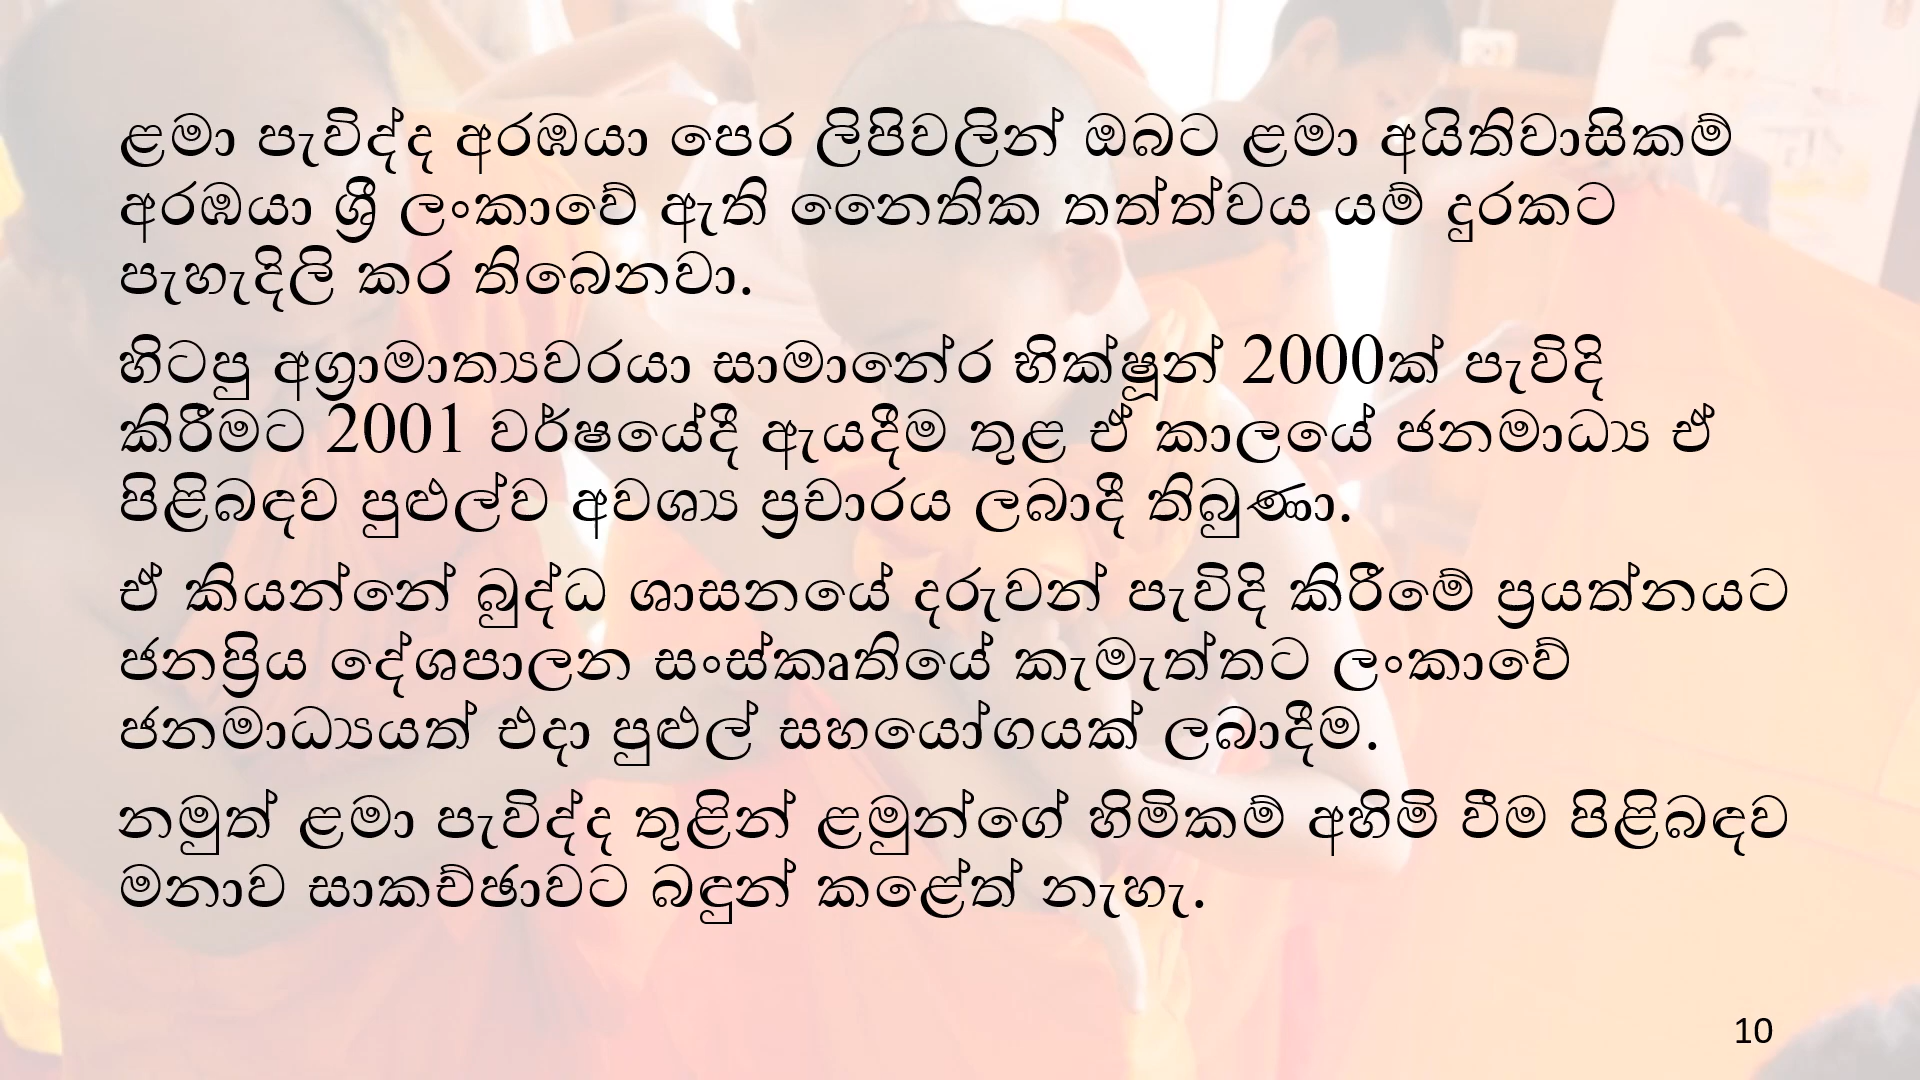 ළමා පැවිද්ද අරඹයා පෙර ලිපිවලින් ඔබට ළමා අයිතිවාසිකම්
අරඹයා ශ්‍රී ලංකාවේ ඇති නෛතික තත්ත්වය යම් දුරකට
පැහැදිලි කර තිබෙනවා.
හිටපු අග්‍රාමාත්‍යවරයා සාමානේර භික්ෂූන් 2000ක් පැවිදි
කිරීමට 2001 වර්ෂයේදී ඇයදීම තුළ ඒ කාලයේ ජනමාධ්‍ය ඒ
පිළිබඳව පුළුල්ව අවශ්‍ය ප්‍රචාරය ලබාදී තිබුණා.
ඒ කියන්නේ බුද්ධ ශාසනයේ දරුවන් පැවිදි කිරීමේ ප්‍රයත්නයට
ජනප්‍රිය දේශපාලන සංස්කෘතියේ කැමැත්තට ලංකාවේ
ජනමාධ්‍යයත් එදා පුළුල් සහයෝගයක් ලබාදීම.
නමුත් ළමා පැවිද්ද තුළින් ළමුන්ගේ හිමිකම් අහිමි වීම පිළිබඳව
මනාව සාකච්ඡාවට බඳුන් කළේත් නැහැ.
10